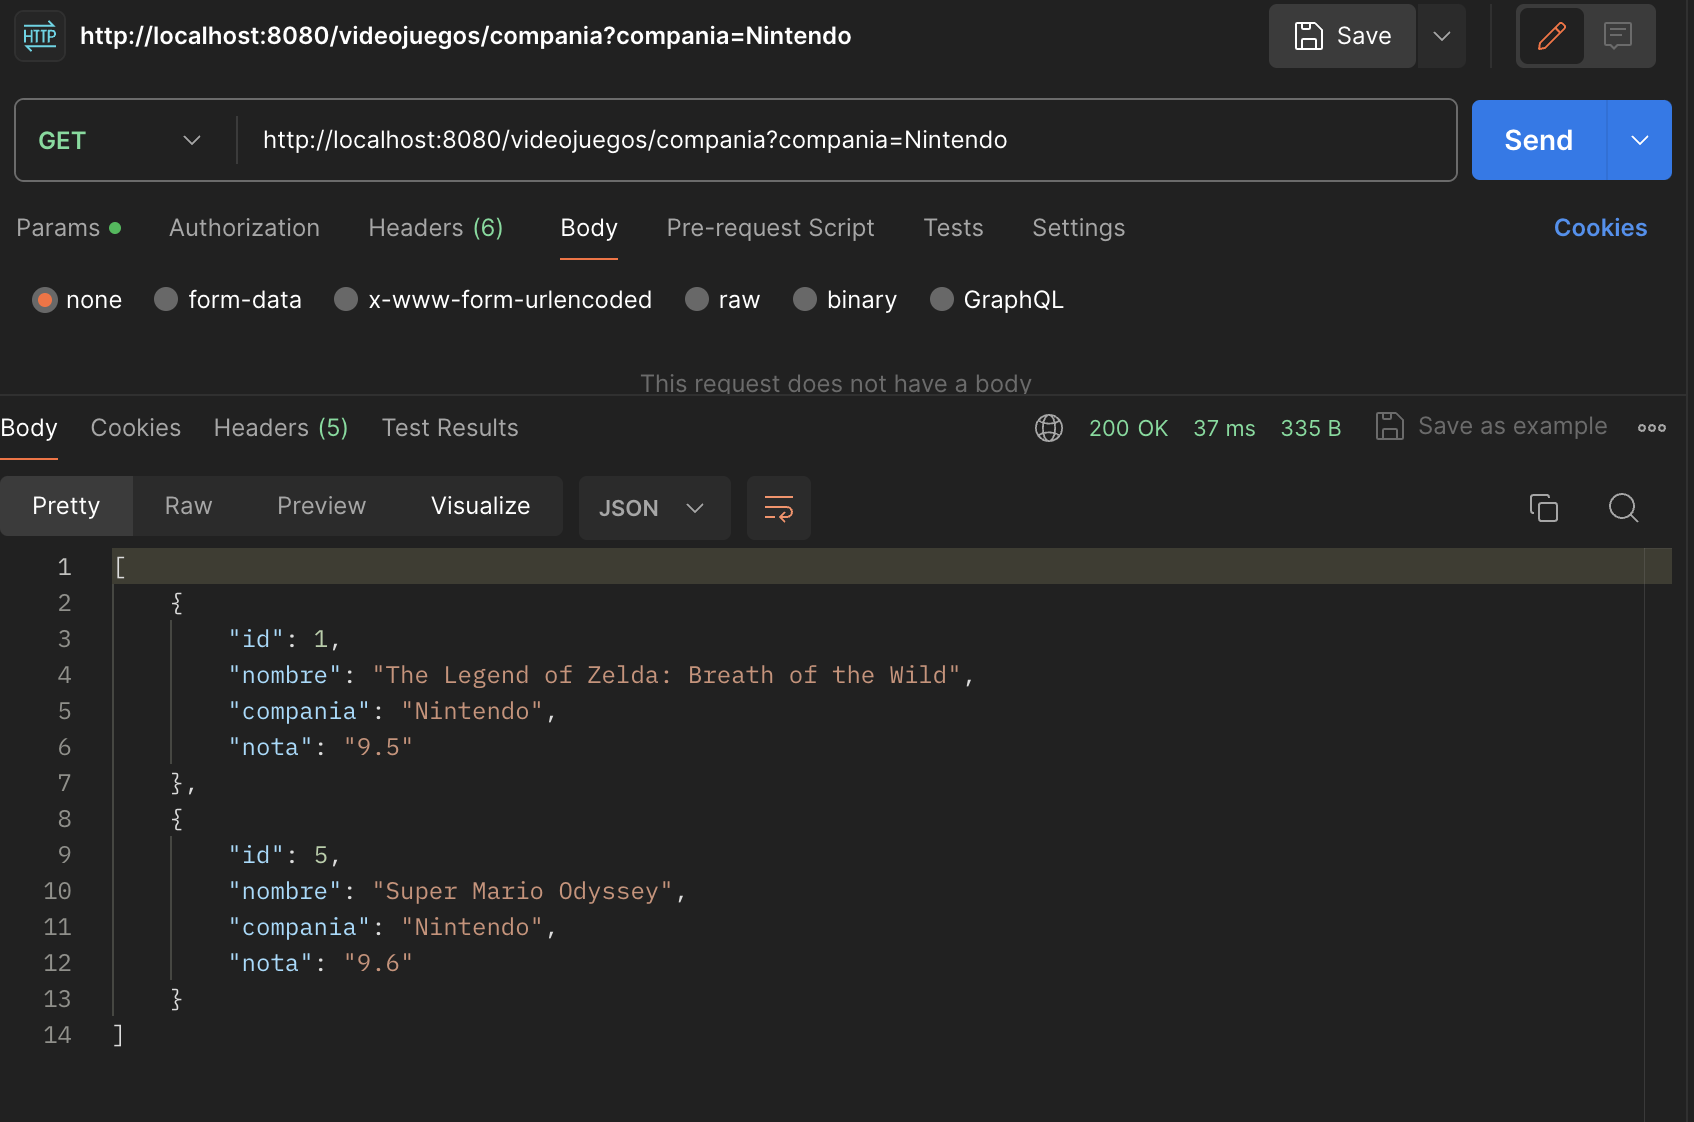 HTTP http://localhost:8080/videojuegos/compania?compania=Nintendo Save
GET http://localhost:8080/videojuegos/compania?compania=Nintendo Send
Params Authorization Headers (6) Body Pre-request Script Tests Settings Cookies
none form-data x-www-form-urlencoded raw binary GraphQL
This request does not have a body
Body Cookies Headers (5) Test Results 200 OK 37 ms 335 B Save as example
Pretty Raw Preview Visualize JSON
1 [
2 {
3 "id": 1,
4 "nombre": "The Legend of Zelda: Breath of the Wild",
5 "compania": "Nintendo",
6 "nota": "9.5"
7 },
8 {
9 "id": 5,
10 "nombre": "Super Mario Odyssey",
11 "compania": "Nintendo",
12 "nota": "9.6"
13 }
14 ]